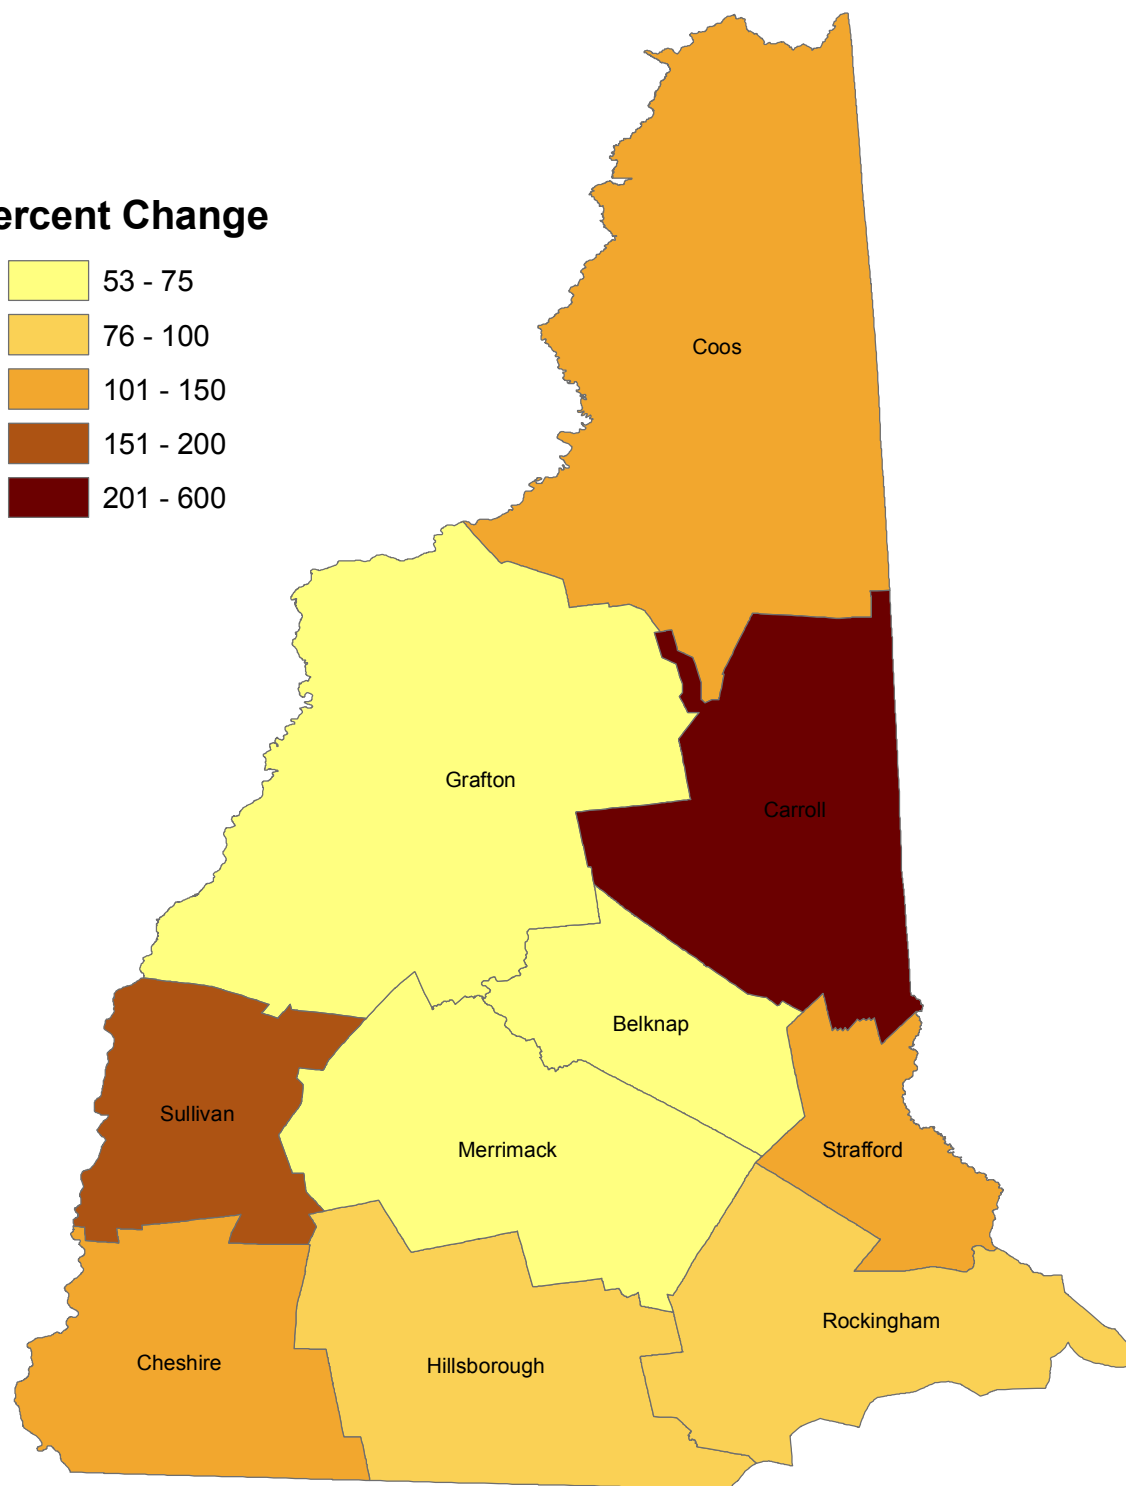 ercent Change
53 - 75
76 - 100
101 - 150
151 - 200
201 - 600
Coos
Grafton
Carroll
Belknap
Sullivan
Merrimack
Strafford
Rockingham
Cheshire
Hillsborough